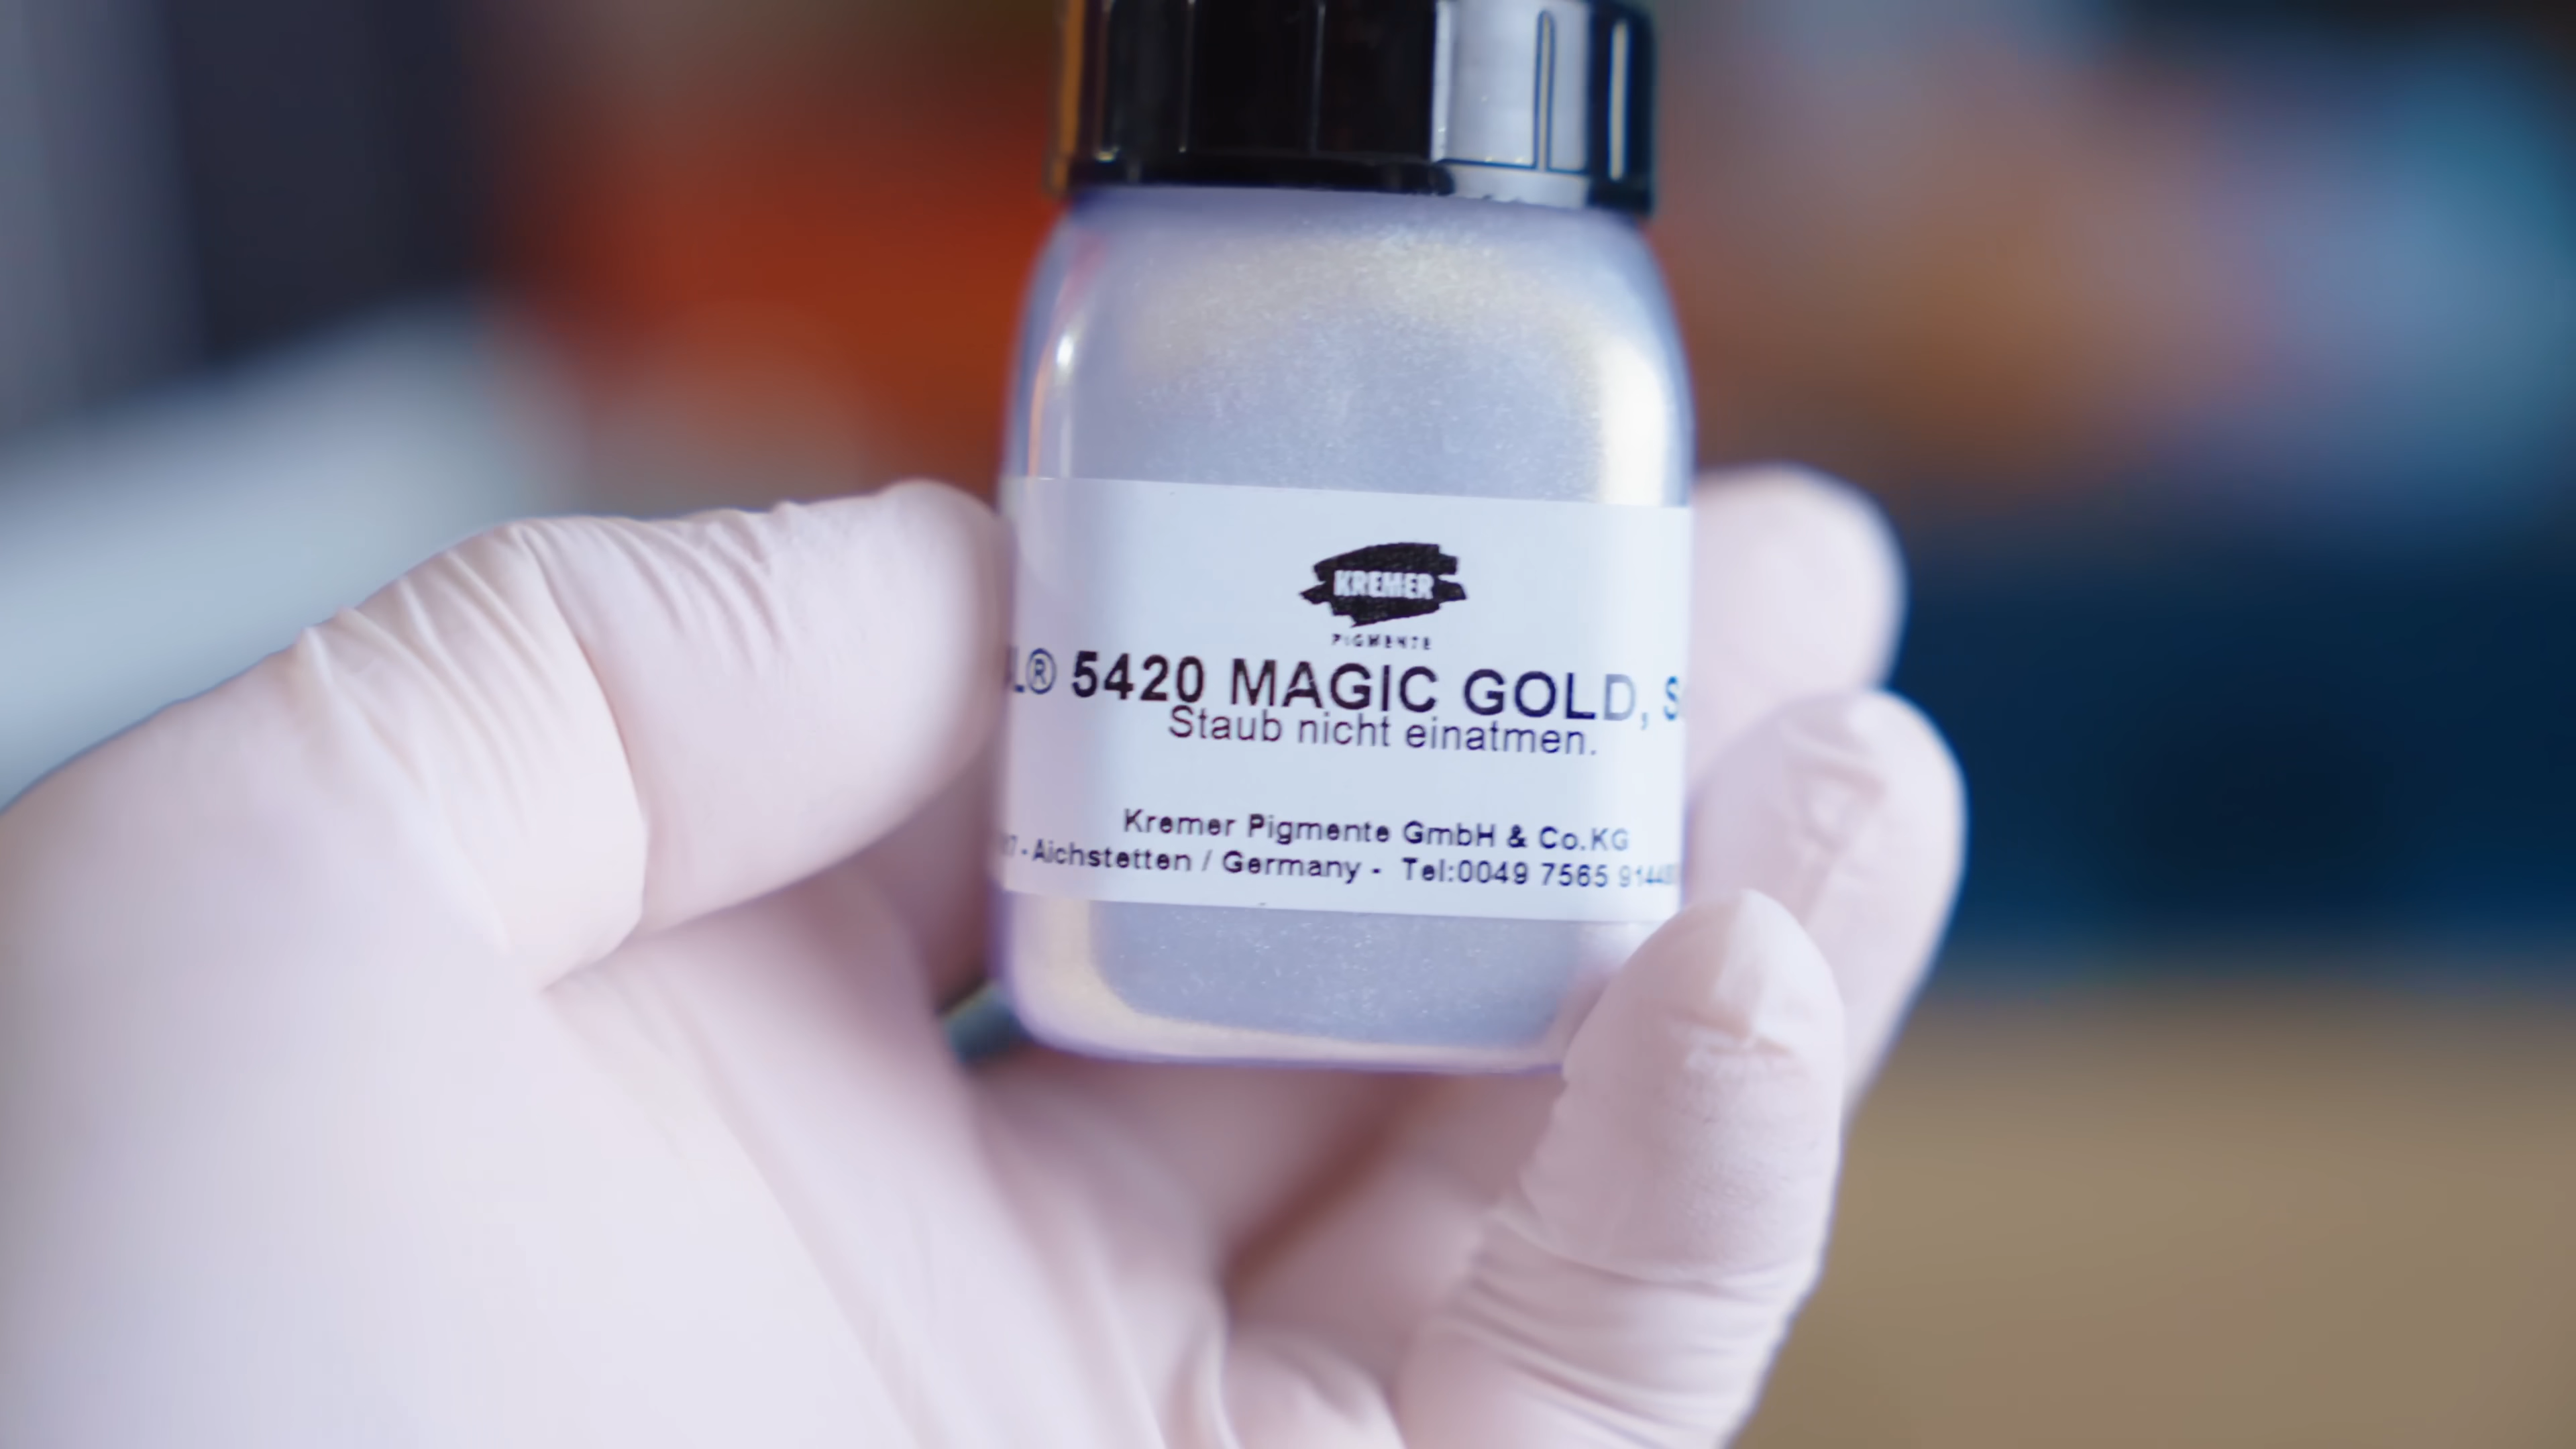 KREMER
PIGMENTE
5420 MAGIC GOLD,
Staub nicht einatmen.
Kremer Pigmente GmbH & Co.KG
- Aichstetten / Germany - Tel:0049 7565